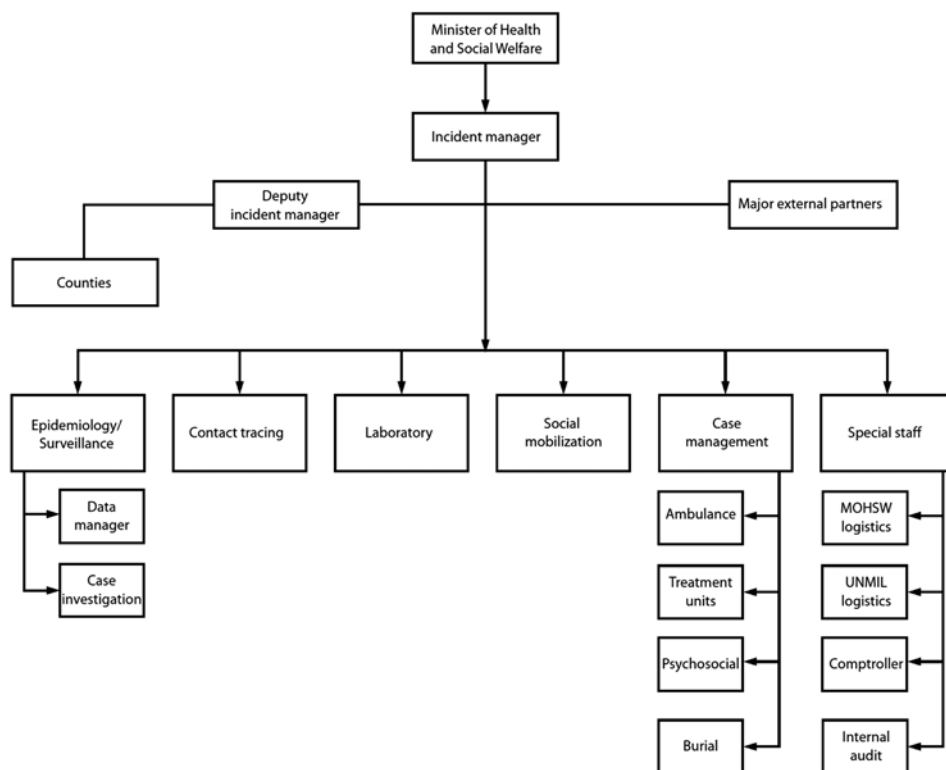 Minister of Health
and Social Welfare
Incident manager
Deputy
incident manager
Major external partners
Counties
Epidemiology/
Surveillance
Contact tracing
Laboratory
Social
mobilization
Case
management
Special staff
Data
manager
Case
investigation
Ambulance
Treatment
units
Psychosocial
Burial
MOHSW
logistics
UNMIL
logistics
Comptroller
Internal
audit